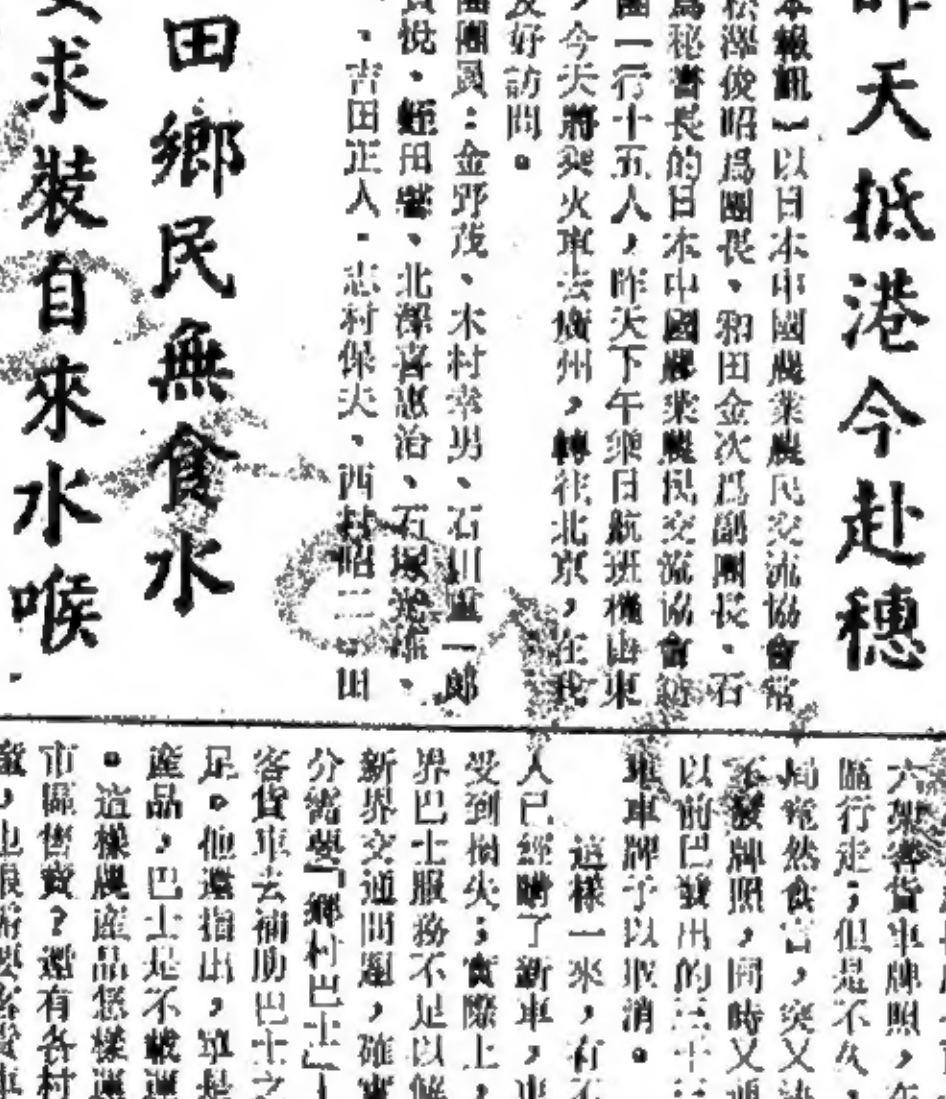 天抵港今赴穗
本報訊】以日本中國農業農民交流協會常
松澤俊昭爲團長、和田金次爲副團長、石
爲秘書長的日本中國農業農民交流協會訪
團一行十五人，昨天下午乘日航班機由東
，今天將乘火車去廣州，轉往北京，在我
友好訪問。
團團員：金野茂、木村幸男、石川重一郎
悅、蛭田 、北澤喜惠治、石塚
、吉田正人、志村保夫、西村昭二 田
田鄉民無食水
求裝自來水喉
六架客貨車牌照，在
區行走；但是不久，
局竟然食言，突又決
不發牌照，同時又
以前已發出的三十
車牌予以取消。
這樣一來，有不
人已經購了新車，
受到損失；實際上，
界巴士服務不足以解
新界交通問題，確實
分需要「鄉村巴士」
客貨車去補助巴士之
足。他還指出，單是
產品，巴士是不載運
。這樣農產品怎樣運
市區售賣？還有各村